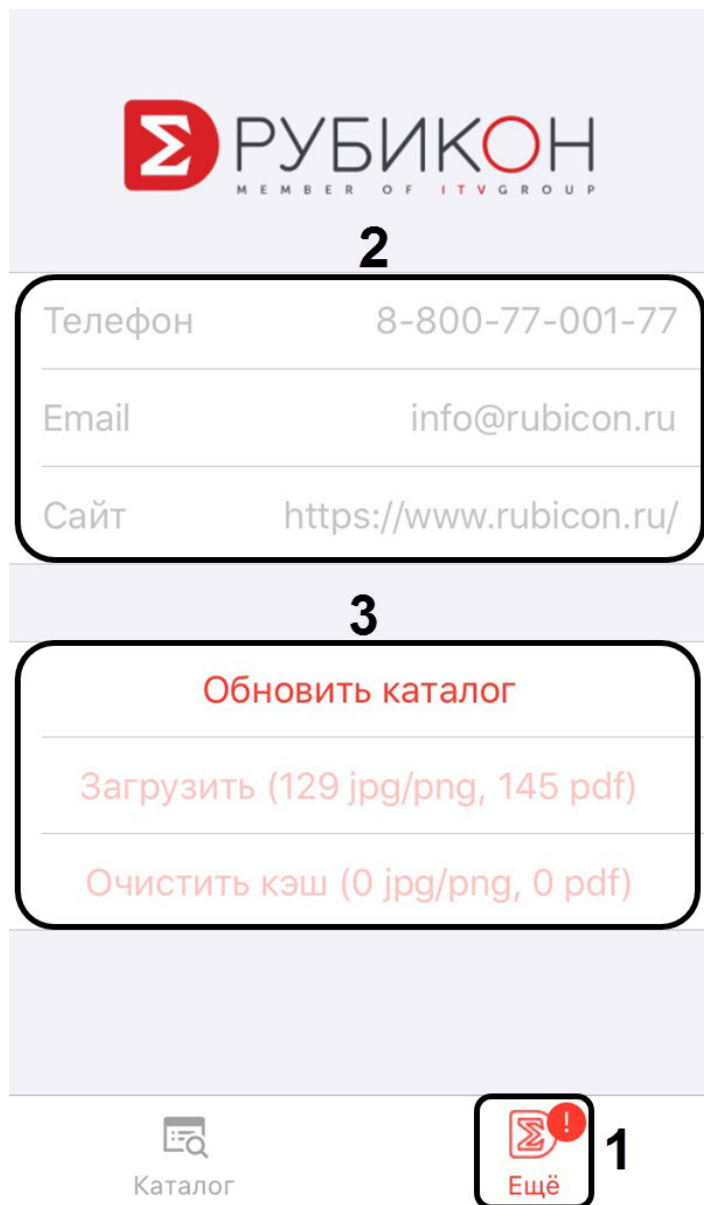 Σ РУБИКОН
MEMBER OF ITVGROUP
2
Телефон 8-800-77-001-77
Email info@rubicon.ru
Сайт https://www.rubicon.ru/
3
Обновить каталог
Загрузить (129 jpg/png, 145 pdf)
Очистить кэш (0 jpg/png, 0 pdf)
Σ ! 1
Каталог Ещё